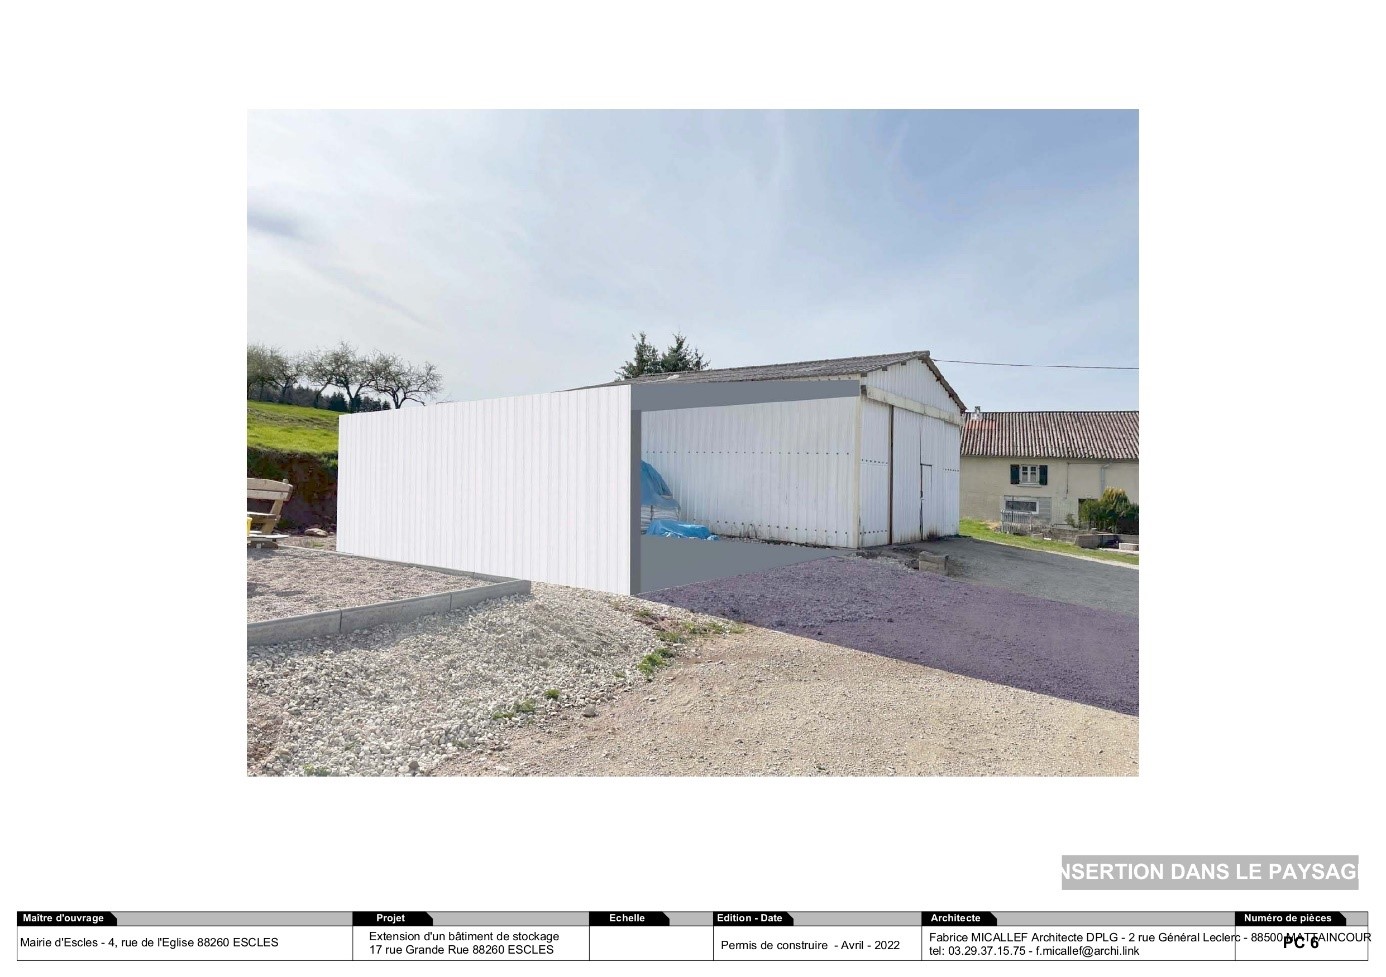 NSERTION DANS LE PAYSAG
Maître d'ouvrage
Projet
Echelle
Edition - Date
Architecte
Numéro de pièces
Mairie d'Escles - 4, rue de l'Eglise 88260 ESCLES
Extension d'un bâtiment de stockage
17 rue Grande Rue 88260 ESCLES
Permis de construire - Avril - 2022
Fabrice MICALLEF Architecte DPLG - 2 rue Général Leclerc - 88500 MATTAINCOUR
tel: 03.29.37.15.75 - f.micallef@archi.link
PC 6